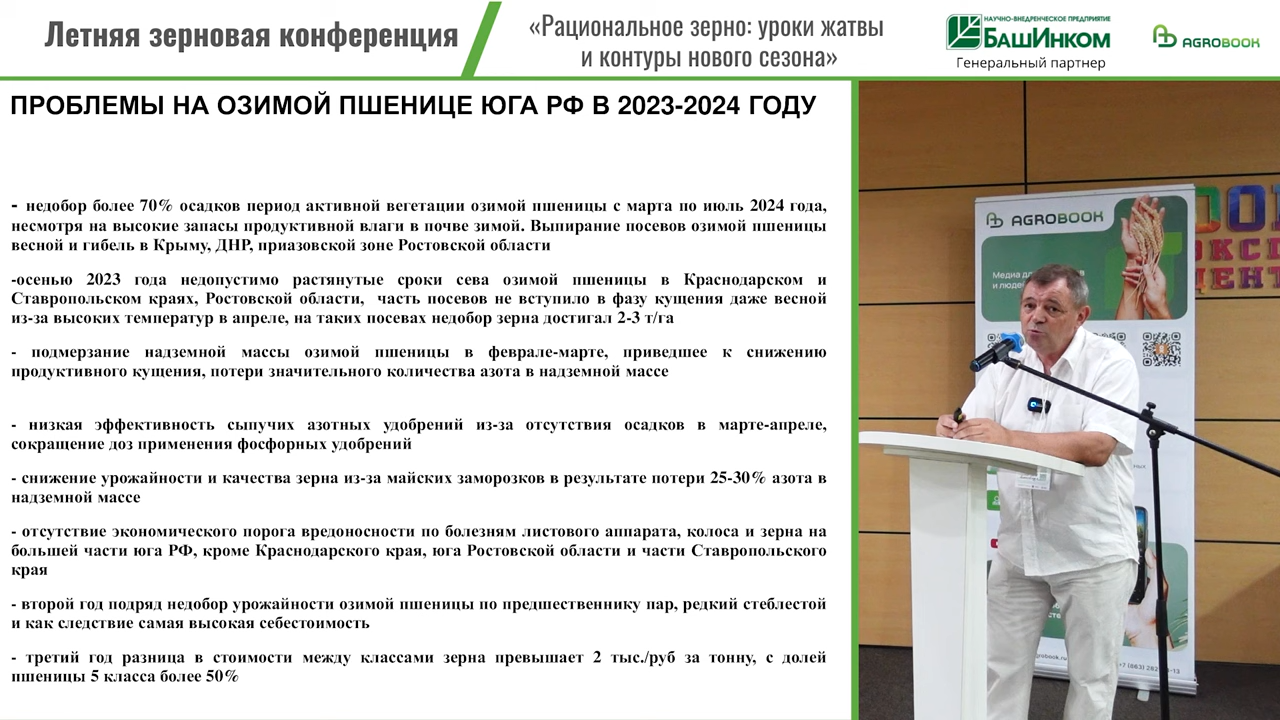 Летняя зерновая конференция
«Рациональное зерно: уроки жатвы
и контуры нового сезона»
НАУЧНО-ВНЕДРЕНЧЕСКОЕ ПРЕДПРИЯТИЕ
БАШИНКОМ
Генеральный партнер
AGROBOOK
ПРОБЛЕМЫ НА ОЗИМОЙ ПШЕНИЦЕ ЮГА РФ В 2023-2024 ГОДУ
- недобор более 70% осадков период активной вегетации озимой пшеницы с марта по июль 2024 года,
несмотря на высокие запасы продуктивной влаги в почве зимой. Выпирание посевов озимой пшеницы
весной и гибель в Крыму, ДНР, приазовской зоне Ростовской области
-осенью 2023 года недопустимо растянутые сроки сева озимой пшеницы в Краснодарском и
Ставропольском краях, Ростовской области, часть посевов не вступило в фазу кущения даже весной
из-за высоких температур в апреле, на таких посевах недобор зерна достигал 2-3 т/га
- подмерзание надземной массы озимой пшеницы в феврале-марте, приведшее к снижению
продуктивного кущения, потери значительного количества азота в надземной массе
- низкая эффективность сыпучих азотных удобрений из-за отсутствия осадков в марте-апреле,
сокращение доз применения фосфорных удобрений
- снижение урожайности и качества зерна из-за майских заморозков в результате потери 25-30% азота в
надземной массе
- отсутствие экономического порога вредоносности по болезням листового аппарата, колоса и зерна на
большей части юга РФ, кроме Краснодарского края, юга Ростовской области и части Ставропольского
края
- второй год подряд недобор урожайности озимой пшеницы по предшественнику пар, редкий стеблестой
и как следствие самая высокая себестоимость
- третий год разница в стоимости между классами зерна превышает 2 тыс./руб за тонну, с долей
пшеницы 5 класса более 50%
AGROBOOK
Медиа дл
и люде